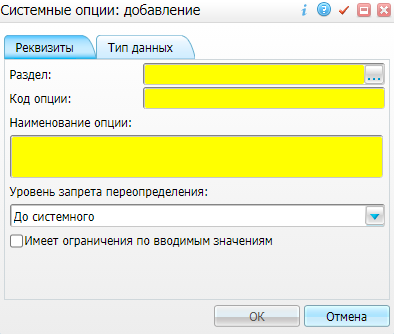 Системные опции: добавление
Реквизиты
Тип данных
Раздел:
...
Код опции:
Наименование опции:
Уровень запрета переопределения:
До системного
Имеет ограничения по вводимым значениям
ОК
Отмена